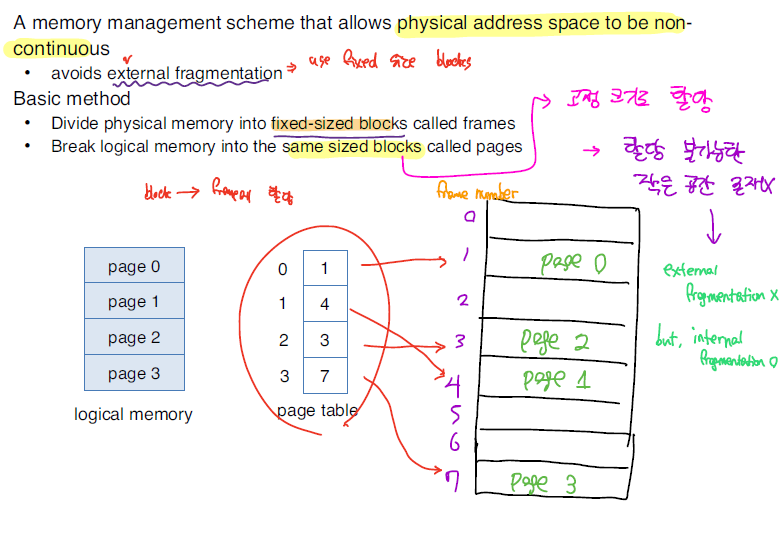 A memory management scheme that allows physical address space to be non-
continuous
• avoids external fragmentation → use fixed size blocks
Basic method
→ 고정 크기로 할당
• Divide physical memory into fixed-sized blocks called frames
• Break logical memory into the same sized blocks called pages
→ 할당 불가능한
작은 공간 존재X
block → frame에 할당
frame number
0
1
page 0
2
3
page 2
4
page 1
5
6
7
page 3
external
fragmentation X
but, internal
fragmentation O
page 0
page 1
page 2
page 3
logical memory
0 1
1 4
2 3
3 7
page table